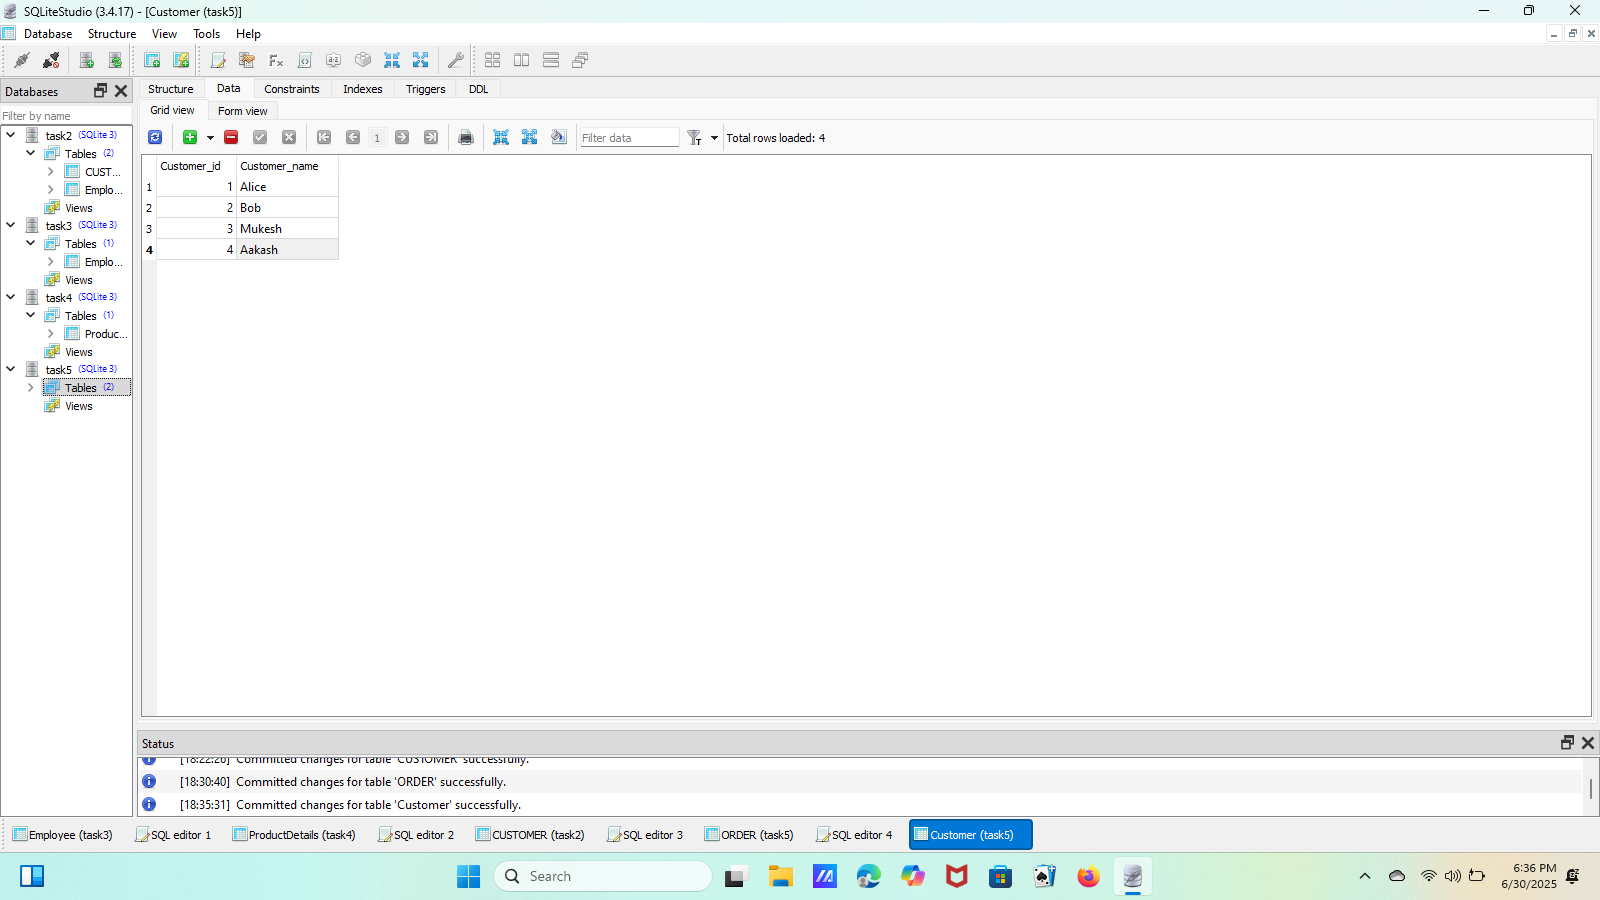 SQLiteStudio (3.4.17) - [Customer (task5)]
Database Structure View Tools Help
Databases
Filter by name
task2 (SQLite 3)
Tables (2)
CUST...
Emplo...
Views
task3 (SQLite 3)
Tables (1)
Emplo...
Views
task4 (SQLite 3)
Tables (1)
Produc...
Views
task5 (SQLite 3)
Tables (2)
Views
Structure Data Constraints Indexes Triggers DDL
Grid view Form view
1 Filter data Total rows loaded: 4
Customer_id Customer_name
1 1 Alice
2 2 Bob
3 3 Mukesh
4 4 Aakash
Status
[18:22:26] Committed changes for table 'CUSTOMER' successfully.
[18:30:40] Committed changes for table 'ORDER' successfully.
[18:35:31] Committed changes for table 'Customer' successfully.
Employee (task3) SQL editor 1 ProductDetails (task4) SQL editor 2 CUSTOMER (task2) SQL editor 3 ORDER (task5) SQL editor 4 Customer (task5)
Search
6:36 PM
6/30/2025